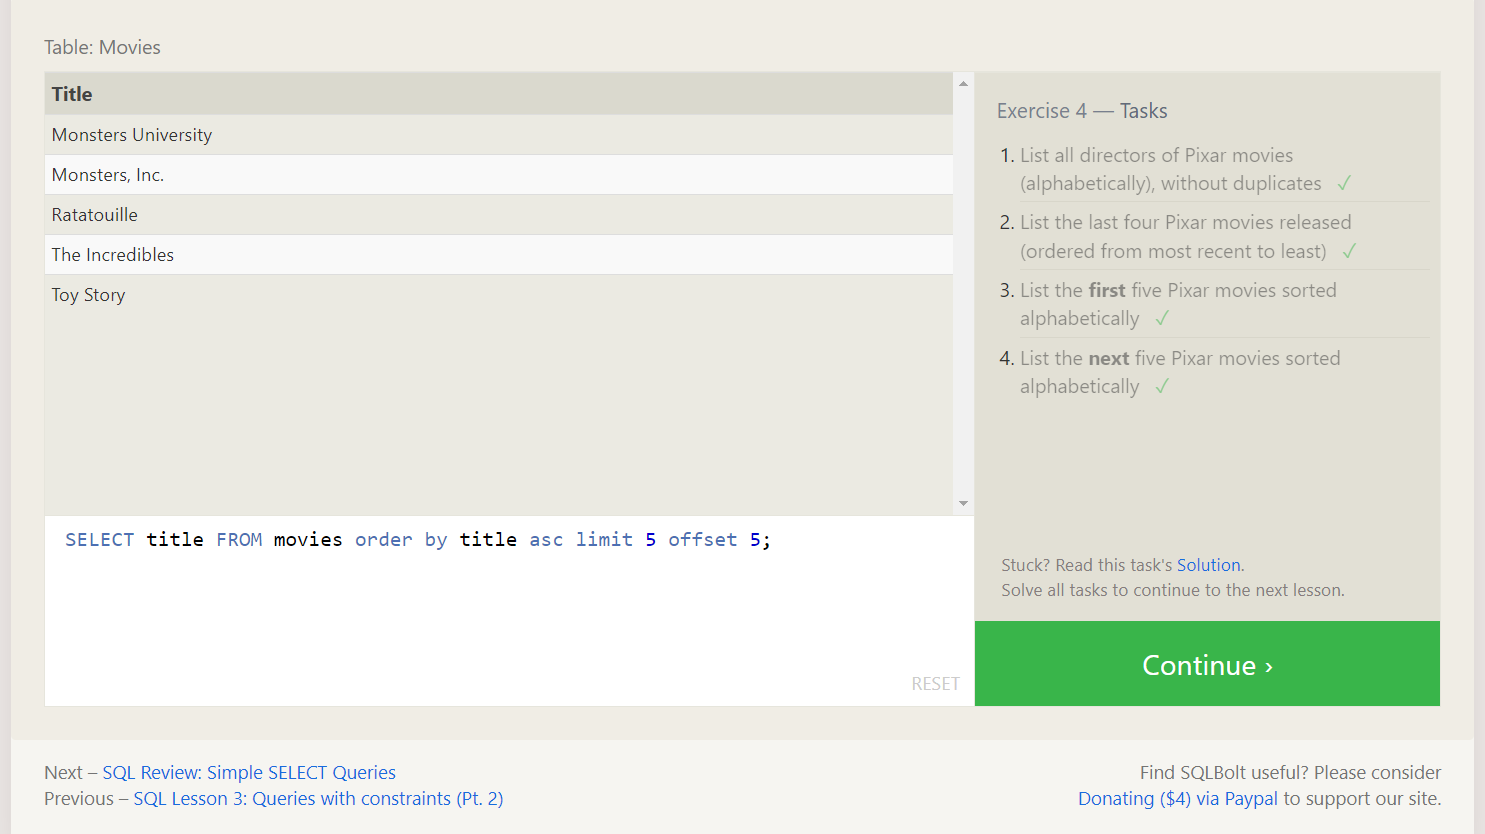 Table: Movies
Title
Monsters University
Monsters, Inc.
Ratatouille
The Incredibles
Toy Story
SELECT title FROM movies order by title asc limit 5 offset 5;
RESET
Exercise 4 — Tasks
1. List all directors of Pixar movies
(alphabetically), without duplicates ✓
2. List the last four Pixar movies released
(ordered from most recent to least) ✓
3. List the first five Pixar movies sorted
alphabetically ✓
4. List the next five Pixar movies sorted
alphabetically ✓
Stuck? Read this task's Solution.
Solve all tasks to continue to the next lesson.
Continue ›
Next – SQL Review: Simple SELECT Queries
Previous – SQL Lesson 3: Queries with constraints (Pt. 2)
Find SQLBolt useful? Please consider
Donating ($4) via Paypal to support our site.